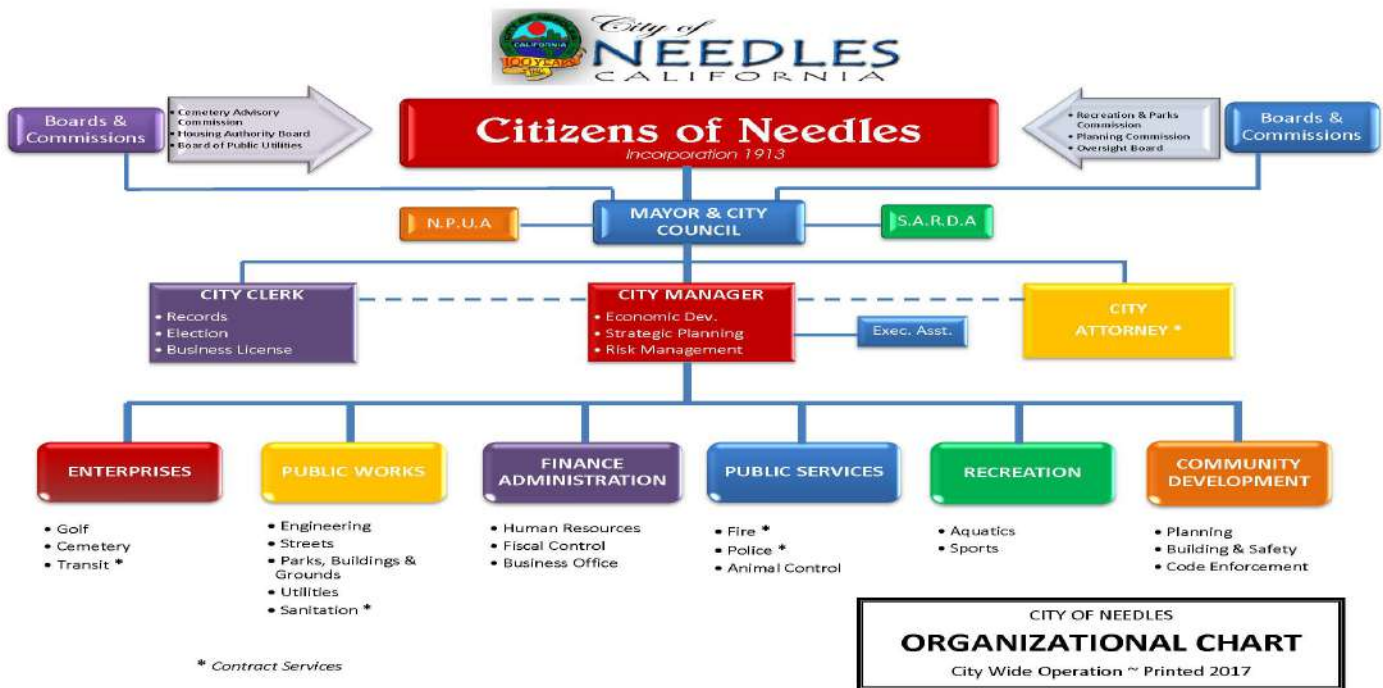 City of
NEEDLES
CALIFORNIA
CALIFORNIA
100 YEARS
Boards &
Commissions
• Cemetery Advisory
Commission
• Housing Authority Board
• Board of Public Utilities
Citizens of Needles
Incorporation 1913
• Recreation & Parks
Commission
• Planning Commission
• Oversight Board
Boards &
Commissions
N.P.U.A
MAYOR & CITY
COUNCIL
S.A.R.D.A
CITY CLERK
• Records
• Election
• Business License
CITY MANAGER
• Economic Dev.
• Strategic Planning
• Risk Management
Exec. Asst.
CITY
ATTORNEY *
ENTERPRISES
• Golf
• Cemetery
• Transit *
PUBLIC WORKS
• Engineering
• Streets
• Parks, Buildings &
Grounds
• Utilities
• Sanitation *
FINANCE
ADMINISTRATION
• Human Resources
• Fiscal Control
• Business Office
PUBLIC SERVICES
• Fire *
• Police *
• Animal Control
RECREATION
• Aquatics
• Sports
COMMUNITY
DEVELOPMENT
• Planning
• Building & Safety
• Code Enforcement
* Contract Services
CITY OF NEEDLES
ORGANIZATIONAL CHART
City Wide Operation ~ Printed 2017